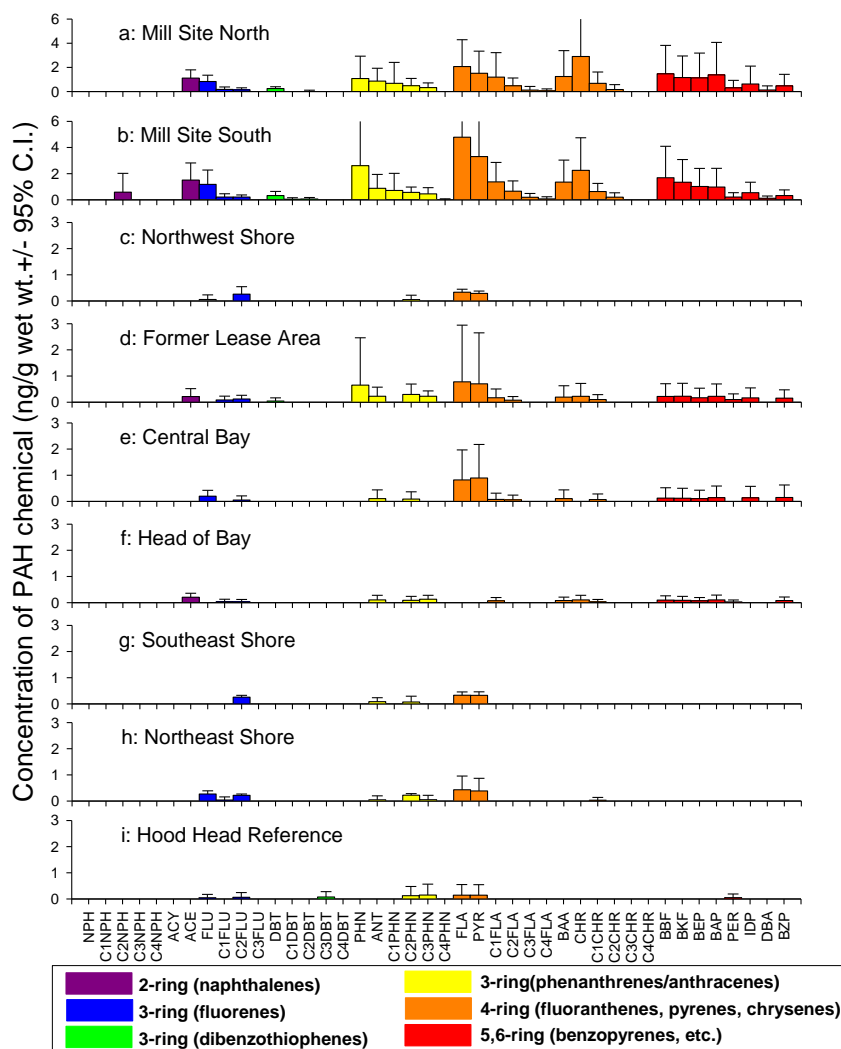 Concentration of PAH chemical (ng/g wet wt.+/- 95% C.I.)
6
4
2
0
a: Mill Site North
6
4
2
0
b: Mill Site South
3
2
1
0
c: Northwest Shore
3
2
1
0
d: Former Lease Area
3
2
1
0
e: Central Bay
3
2
1
0
f: Head of Bay
3
2
1
0
g: Southeast Shore
3
2
1
0
h: Northeast Shore
3
2
1
0
i: Hood Head Reference
NPH
C1NPH
C2NPH
C3NPH
C4NPH
ACY
ACE
FLU
C1FLU
C2FLU
C3FLU
DBT
C1DBT
C2DBT
C3DBT
C4DBT
PHN
ANT
C1PHN
C2PHN
C3PHN
C4PHN
FLA
PYR
C1FLA
C2FLA
C3FLA
C4FLA
BAA
CHR
C1CHR
C2CHR
C3CHR
C4CHR
BBF
BKF
BEP
BAP
PER
IDP
DBA
BZP
2-ring (naphthalenes)
3-ring (fluorenes)
3-ring (dibenzothiophenes)
3-ring(phenanthrenes/anthracenes)
4-ring (fluoranthenes, pyrenes, chrysenes)
5,6-ring (benzopyrenes, etc.)